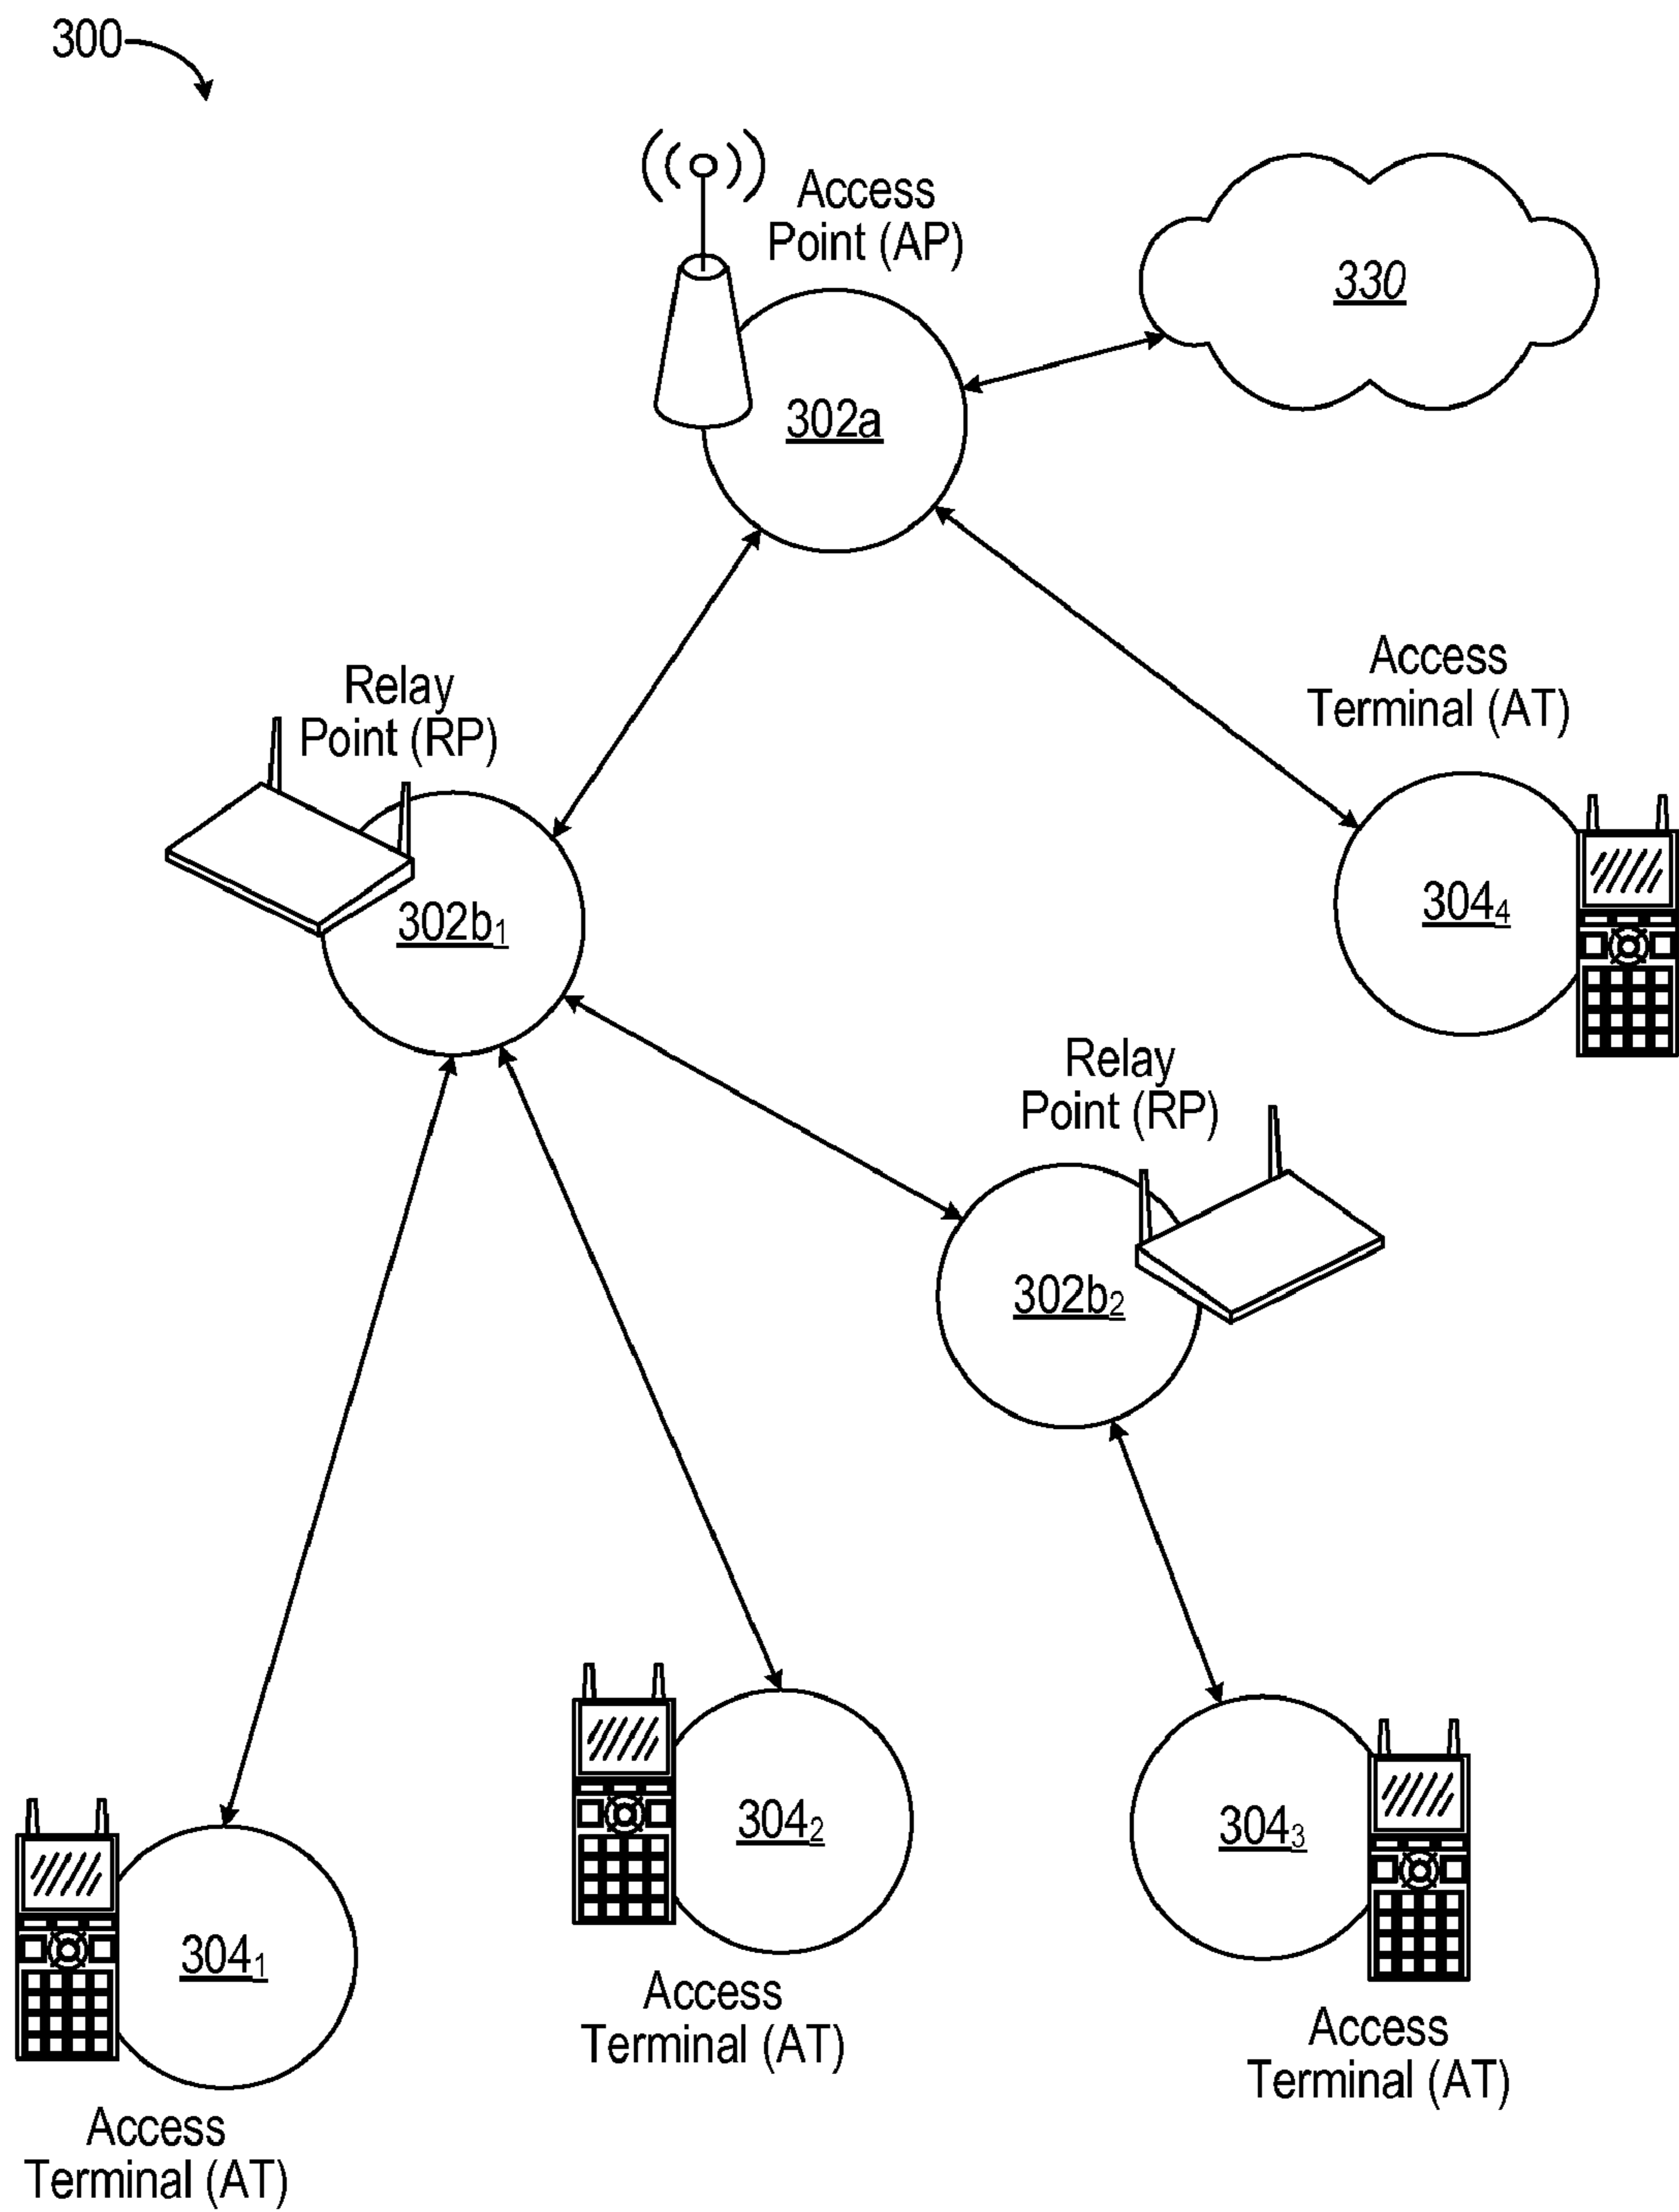 300
Access
Point (AP)
330
302a
Relay
Point (RP)
302b₁
Access
Terminal (AT)
304₄
Relay
Point (RP)
302b₂
304₁
Access
Terminal (AT)
304₂
Access
Terminal (AT)
304₃
Access
Terminal (AT)